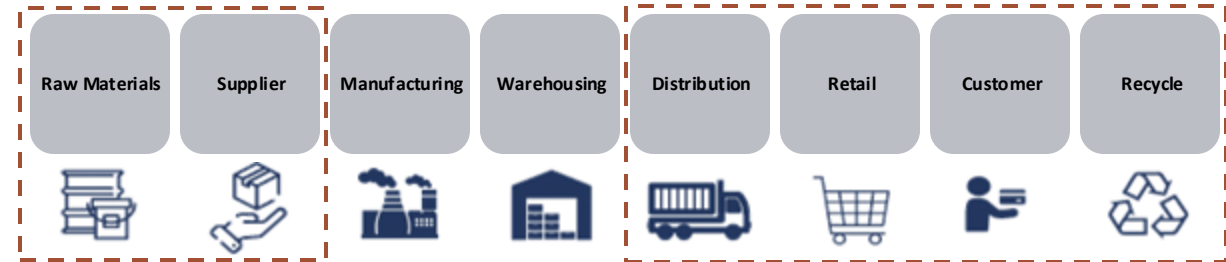 Raw Materials
Supplier
Manufacturing
Warehousing
Distribution
Retail
Customer
Recycle